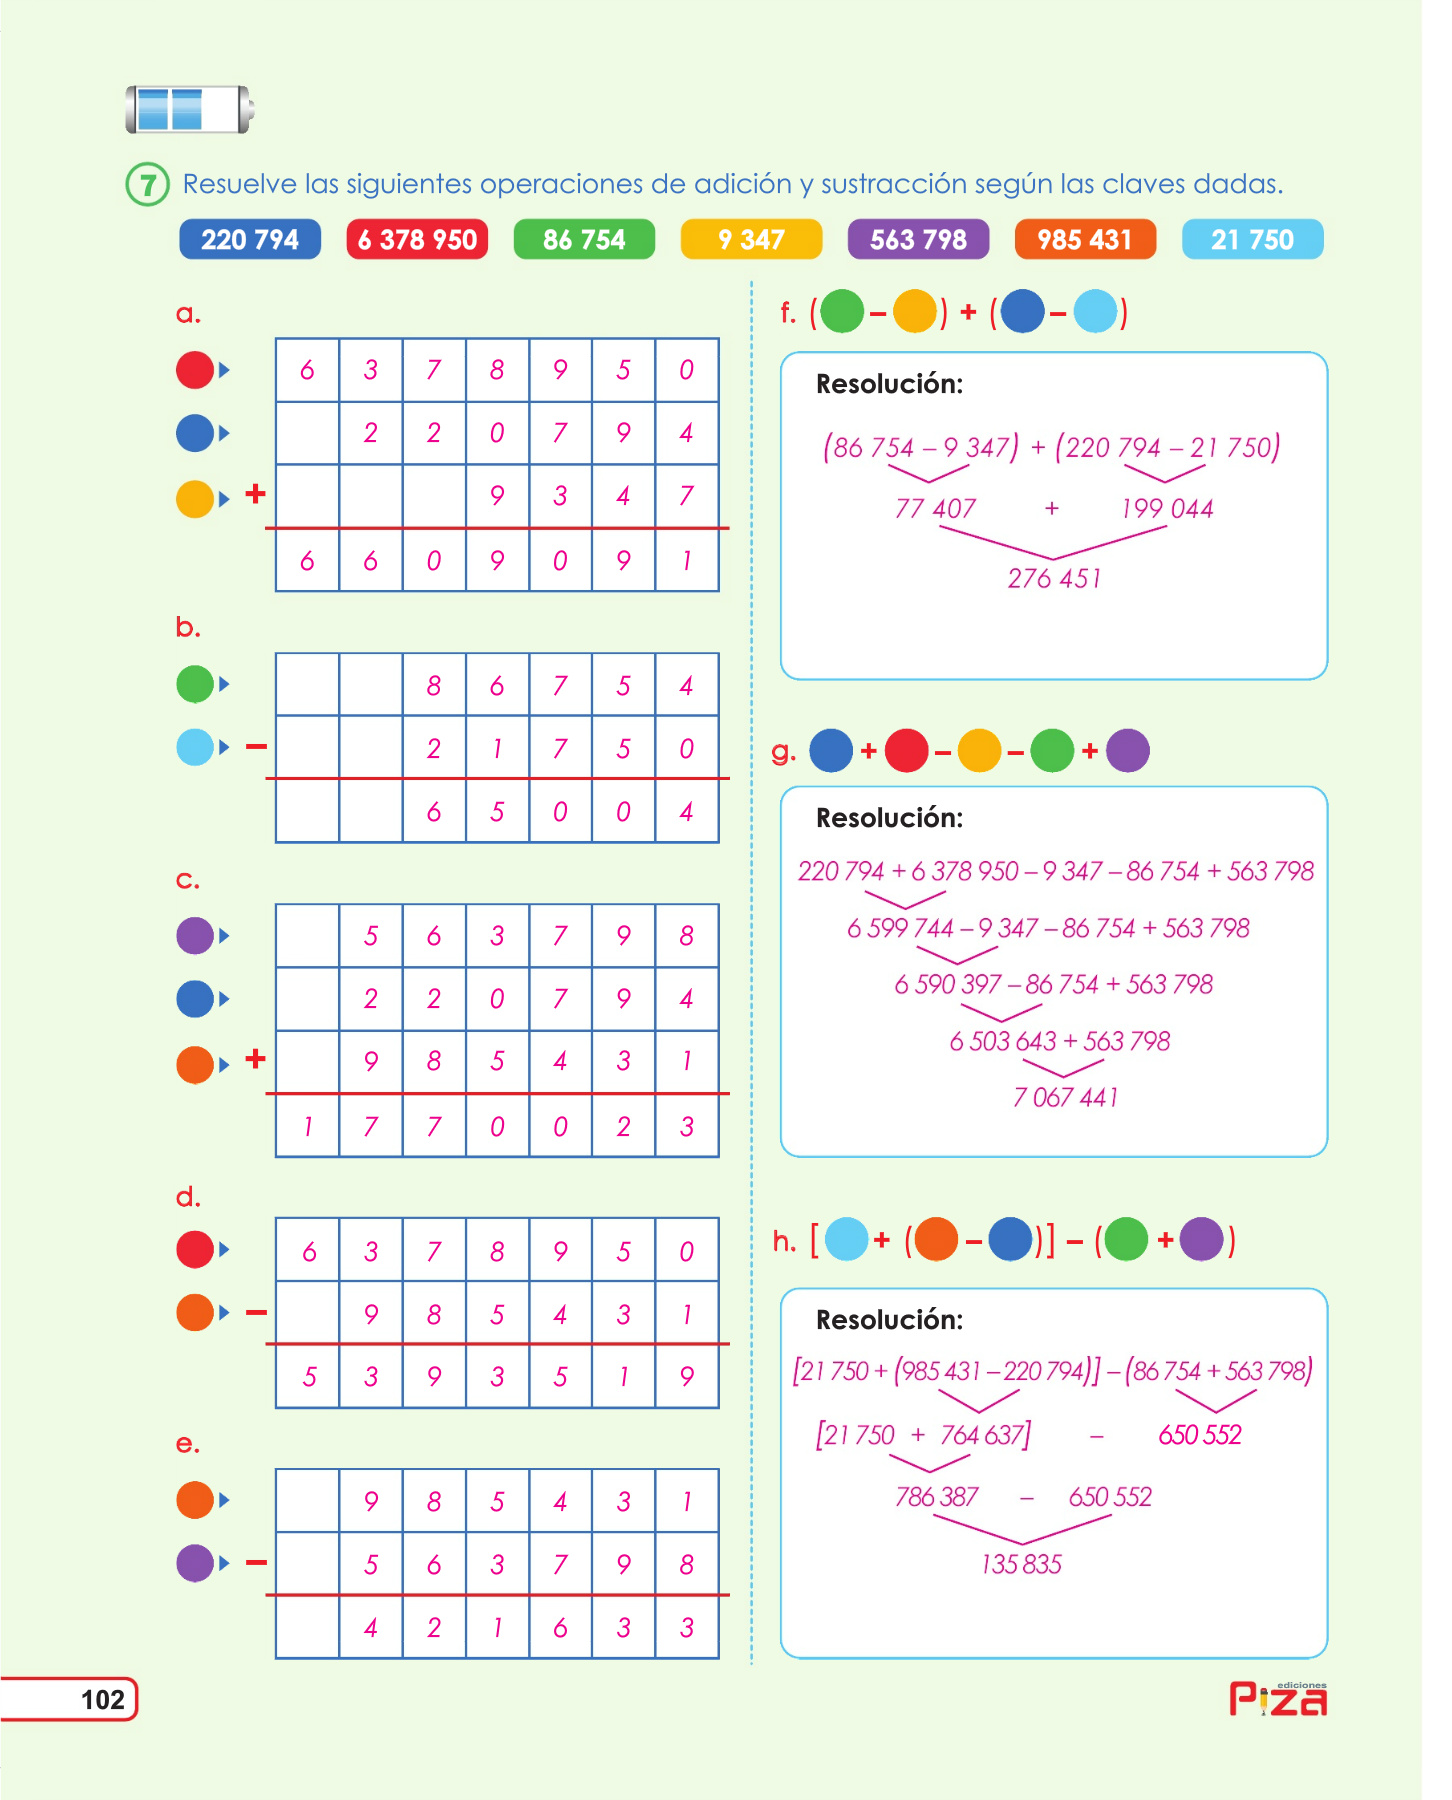 7 Resuelve las siguientes operaciones de adición y sustracción según las claves dadas.
220 794 6 378 950 86 754 9 347 563 798 985 431 21 750
a.
6 3 7 8 9 5 0
2 2 0 7 9 4
+ 9 3 4 7
6 6 0 9 0 9 1
b.
8 6 7 5 4
– 2 1 7 5 0
6 5 0 0 4
c.
5 6 3 7 9 8
2 2 0 7 9 4
+ 9 8 5 4 3 1
1 7 7 0 0 2 3
d.
6 3 7 8 9 5 0
– 9 8 5 4 3 1
5 3 9 3 5 1 9
e.
9 8 5 4 3 1
– 5 6 3 7 9 8
4 2 1 6 3 3
f. ( – ) + ( – )
Resolución:
(86 754 – 9 347) + (220 794 – 21 750)
77 407 + 199 044
276 451
g. + – – +
Resolución:
220 794 + 6 378 950 – 9 347 – 86 754 + 563 798
6 599 744 – 9 347 – 86 754 + 563 798
6 590 397 – 86 754 + 563 798
6 503 643 + 563 798
7 067 441
h. [ + ( – )] – ( + )
Resolución:
[21 750 + (985 431 – 220 794)] – (86 754 + 563 798)
[21 750 + 764 637] – 650 552
786 387 – 650 552
135 835
102
ediciones
Piza